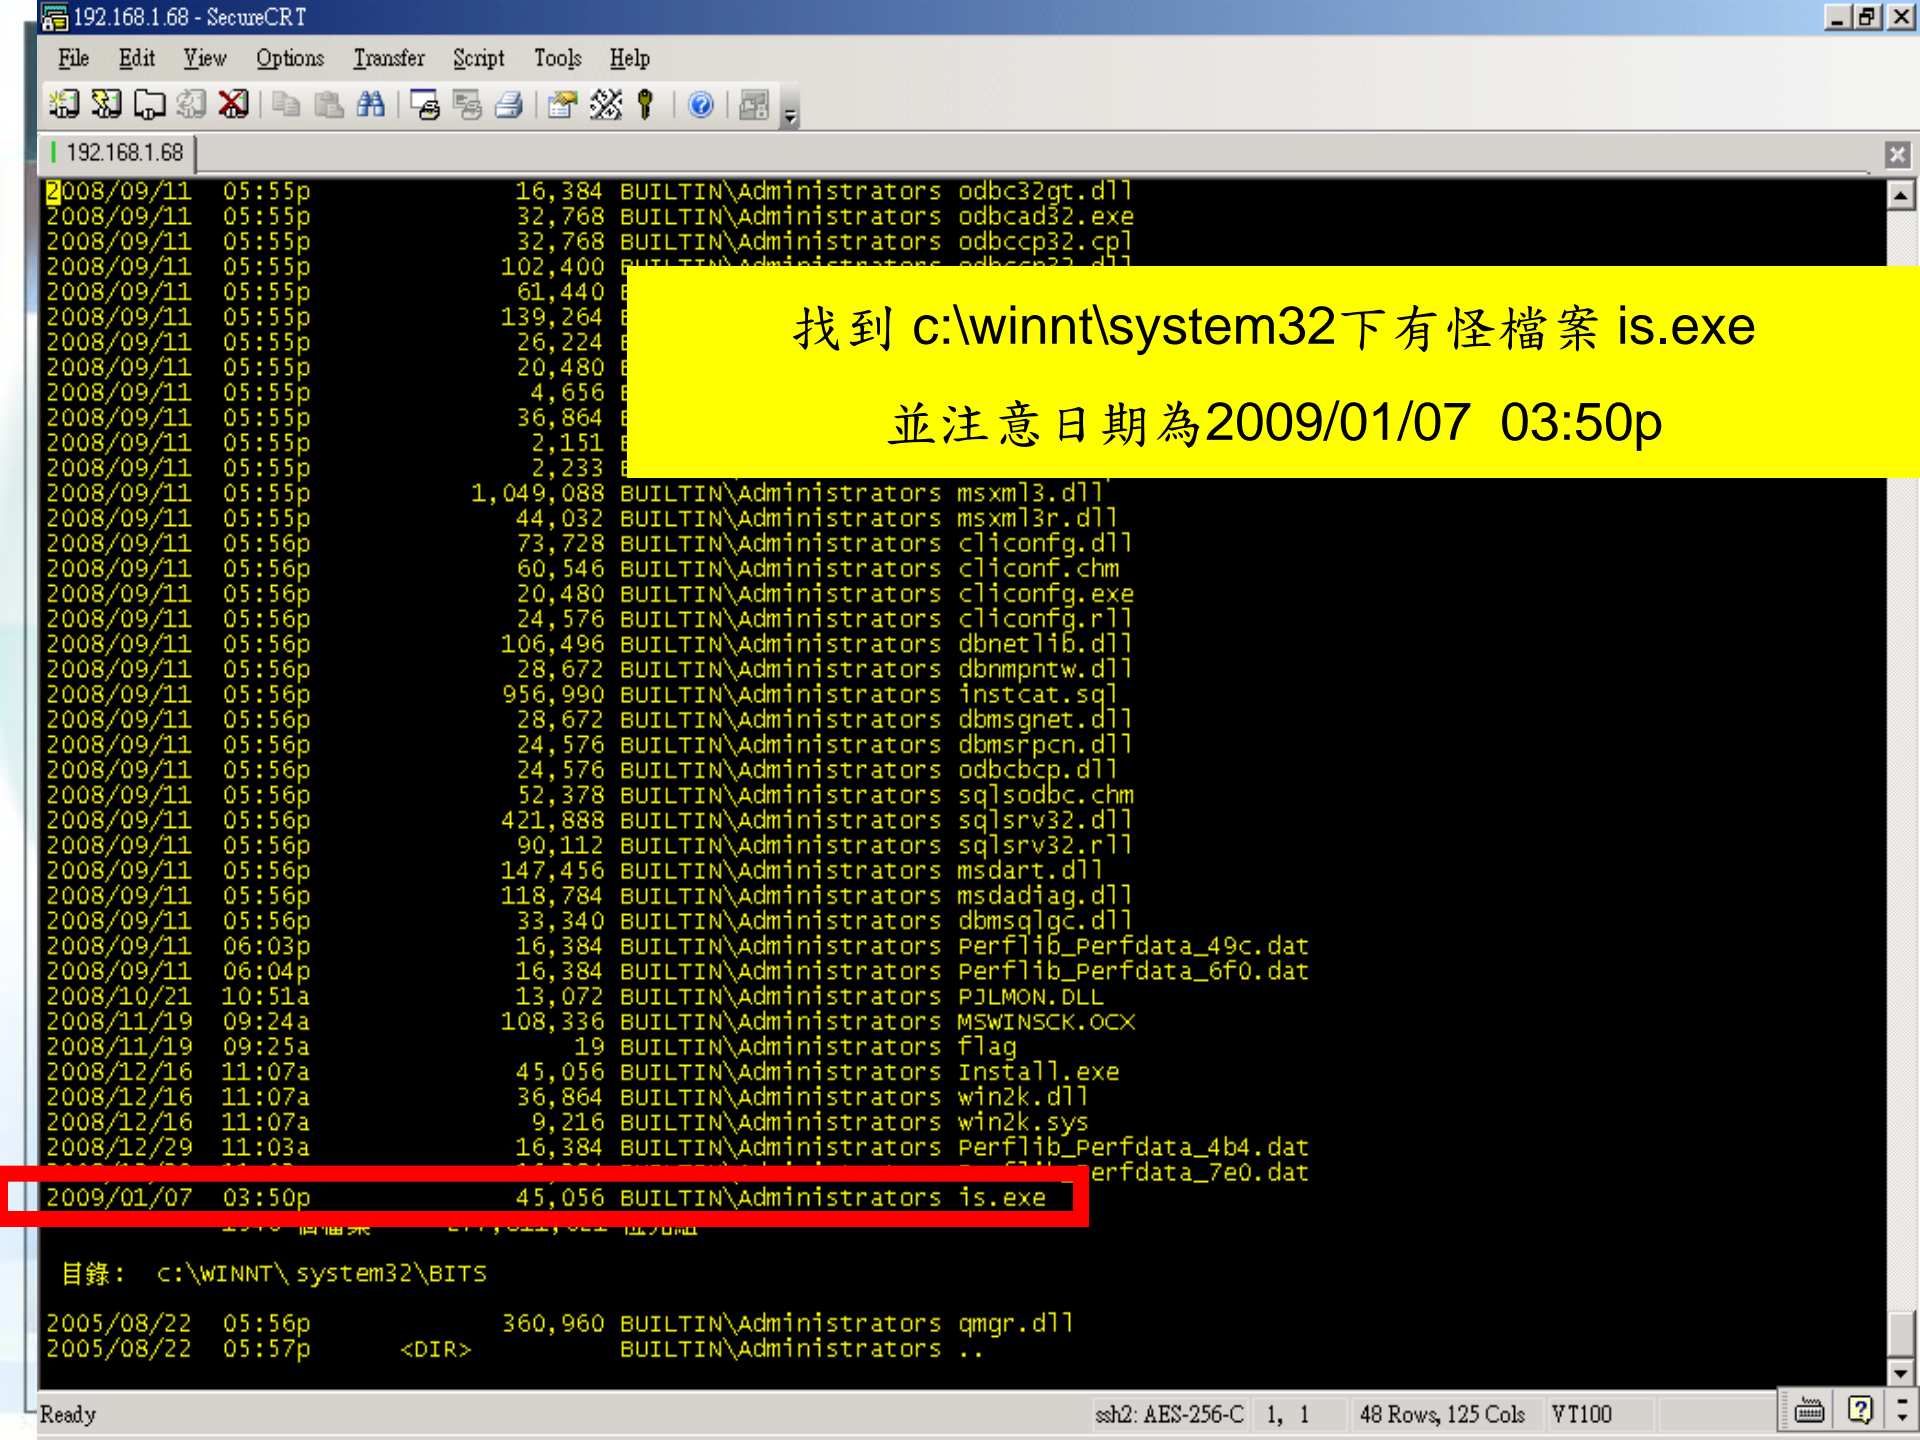 192.168.1.68 - SecureCRT
File Edit View Options Transfer Script Tools Help
192.168.1.68
2008/09/11 05:55p 16,384 BUILTIN\Administrators odbc32gt.dll
2008/09/11 05:55p 32,768 BUILTIN\Administrators odbcad32.exe
2008/09/11 05:55p 32,768 BUILTIN\Administrators odbccp32.cpl
2008/09/11 05:55p 102,400 BUILTIN\Administrators odbccp32.dll
2008/09/11 05:55p 61,440
2008/09/11 05:55p 139,264
2008/09/11 05:55p 26,224
2008/09/11 05:55p 20,480
2008/09/11 05:55p 4,656
2008/09/11 05:55p 36,864
2008/09/11 05:55p 2,151
2008/09/11 05:55p 2,233
找到 c:\winnt\system32下有怪檔案 is.exe
並注意日期為2009/01/07 03:50p
2008/09/11 05:55p 1,049,088 BUILTIN\Administrators msxml3.dll
2008/09/11 05:55p 44,032 BUILTIN\Administrators msxml3r.dll
2008/09/11 05:56p 73,728 BUILTIN\Administrators cliconfg.dll
2008/09/11 05:56p 60,546 BUILTIN\Administrators cliconf.chm
2008/09/11 05:56p 20,480 BUILTIN\Administrators cliconfg.exe
2008/09/11 05:56p 24,576 BUILTIN\Administrators cliconfg.rll
2008/09/11 05:56p 106,496 BUILTIN\Administrators dbnetlib.dll
2008/09/11 05:56p 28,672 BUILTIN\Administrators dbnmpntw.dll
2008/09/11 05:56p 956,990 BUILTIN\Administrators instcat.sql
2008/09/11 05:56p 28,672 BUILTIN\Administrators dbmsgnet.dll
2008/09/11 05:56p 24,576 BUILTIN\Administrators dbmsrpcn.dll
2008/09/11 05:56p 24,576 BUILTIN\Administrators odbcbcp.dll
2008/09/11 05:56p 52,378 BUILTIN\Administrators sqlsodbc.chm
2008/09/11 05:56p 421,888 BUILTIN\Administrators sqlsrv32.dll
2008/09/11 05:56p 90,112 BUILTIN\Administrators sqlsrv32.rll
2008/09/11 05:56p 147,456 BUILTIN\Administrators msdart.dll
2008/09/11 05:56p 118,784 BUILTIN\Administrators msdadiag.dll
2008/09/11 05:56p 33,340 BUILTIN\Administrators dbmsqlgc.dll
2008/09/11 06:03p 16,384 BUILTIN\Administrators Perflib_Perfdata_49c.dat
2008/09/11 06:04p 16,384 BUILTIN\Administrators Perflib_Perfdata_6f0.dat
2008/10/21 10:51a 13,072 BUILTIN\Administrators PJLMON.DLL
2008/11/19 09:24a 108,336 BUILTIN\Administrators MSWINSCK.OCX
2008/11/19 09:25a 19 BUILTIN\Administrators flag
2008/12/16 11:07a 45,056 BUILTIN\Administrators Install.exe
2008/12/16 11:07a 36,864 BUILTIN\Administrators win2k.dll
2008/12/16 11:07a 9,216 BUILTIN\Administrators win2k.sys
2008/12/29 11:03a 16,384 BUILTIN\Administrators Perflib_Perfdata_4b4.dat
Perfdata_7e0.dat
2009/01/07 03:50p 45,056 BUILTIN\Administrators is.exe
目錄: c:\WINNT\system32\BITS
2005/08/22 05:56p 360,960 BUILTIN\Administrators qmgr.dll
2005/08/22 05:57p <DIR> BUILTIN\Administrators ..
Ready ssh2: AES-256-C 1, 1 48 Rows, 125 Cols VT100